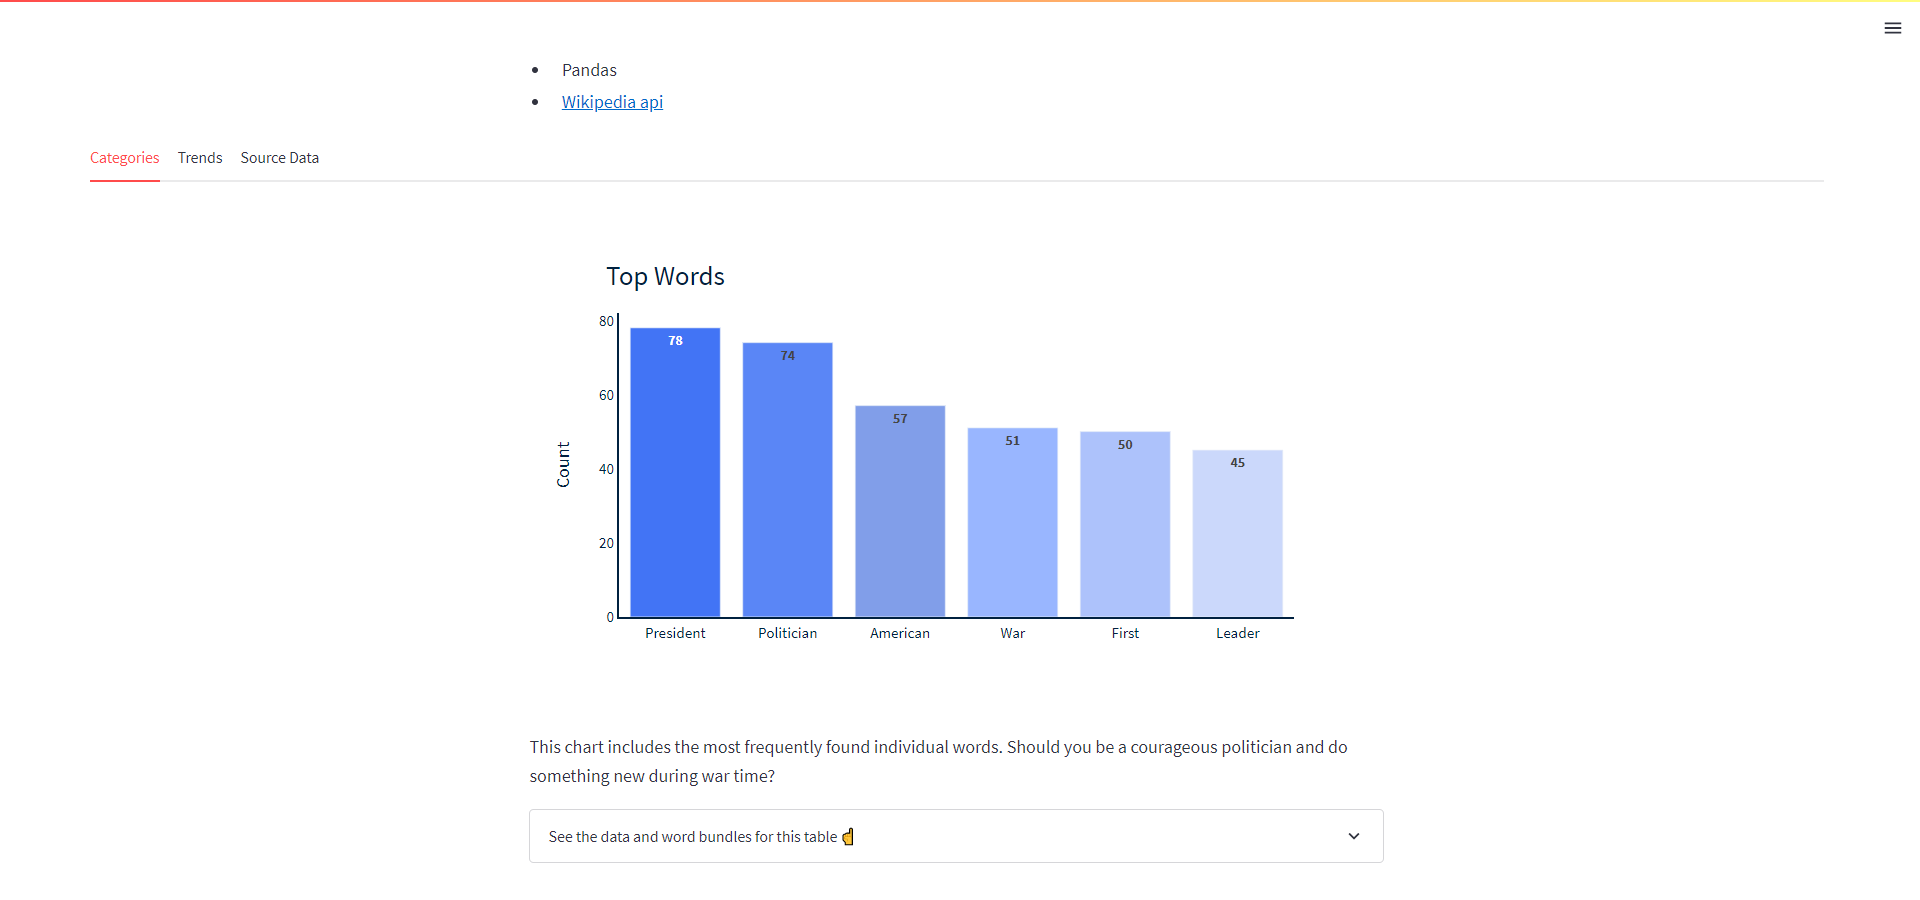 Pandas
Wikipedia api
Categories Trends Source Data
Top Words
80
60
40
20
0
Count
78
74
57
51
50
45
President Politician American War First Leader
This chart includes the most frequently found individual words. Should you be a courageous politician and do
something new during war time?
See the data and word bundles for this table ☝